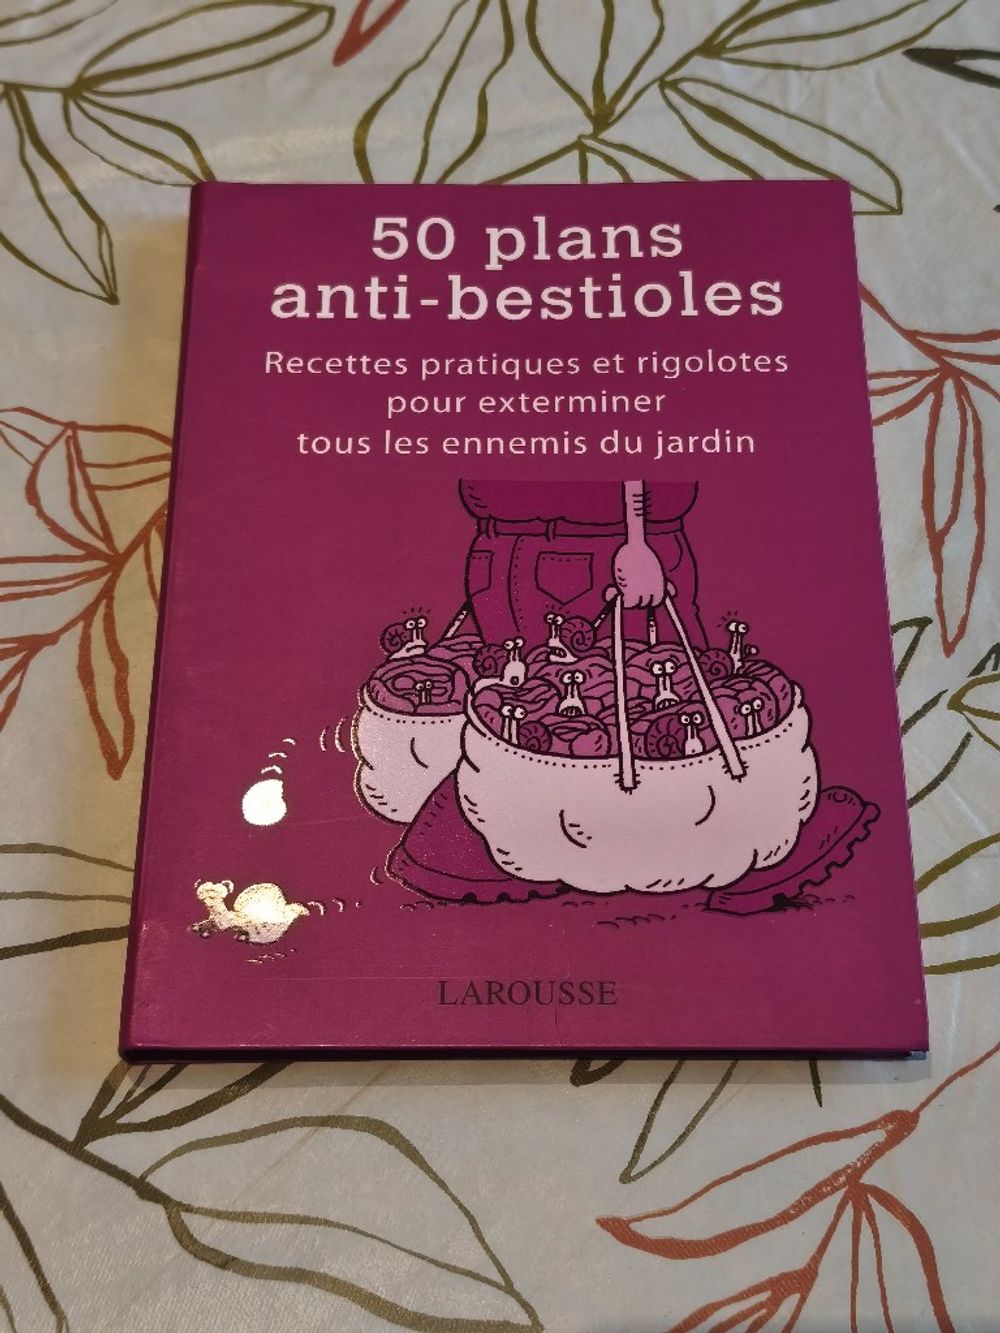 50 plans
anti-bestioles
Recettes pratiques et rigolotes
pour exterminer
tous les ennemis du jardin
LAROUSSE